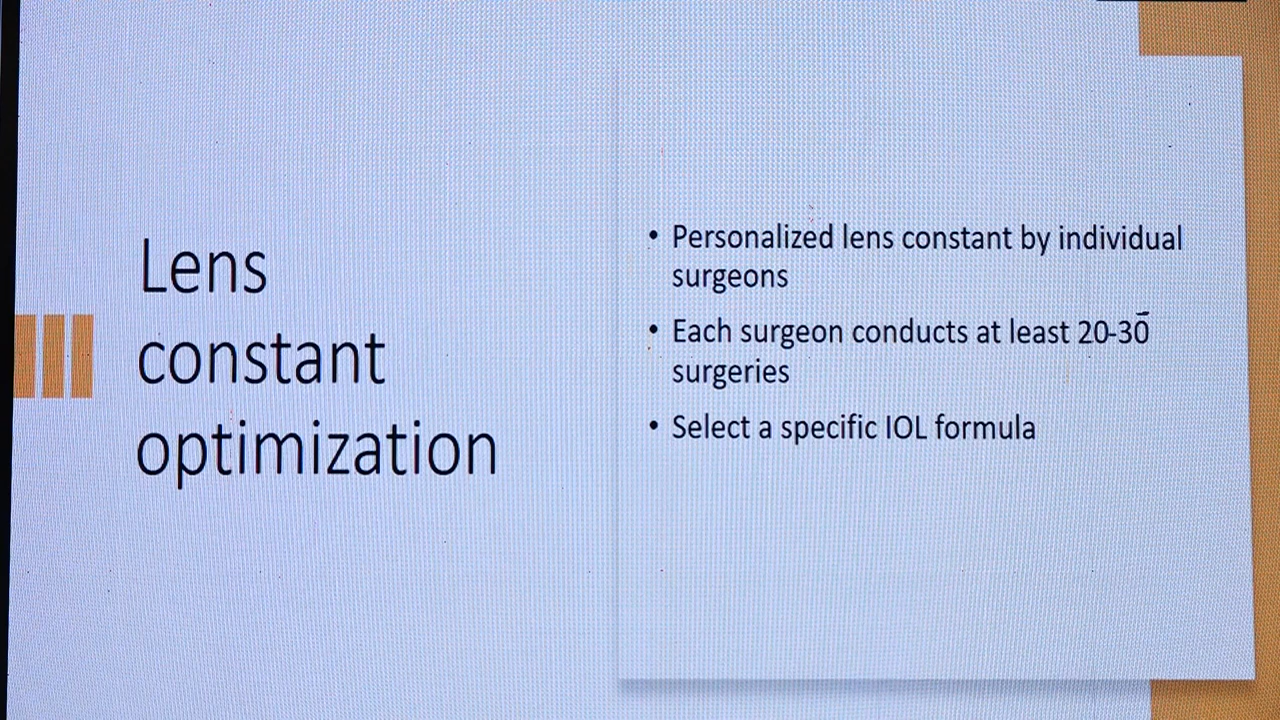 Lens
constant
optimization
• Personalized lens constant by individual
surgeons
• Each surgeon conducts at least 20-30
surgeries
• Select a specific IOL formula